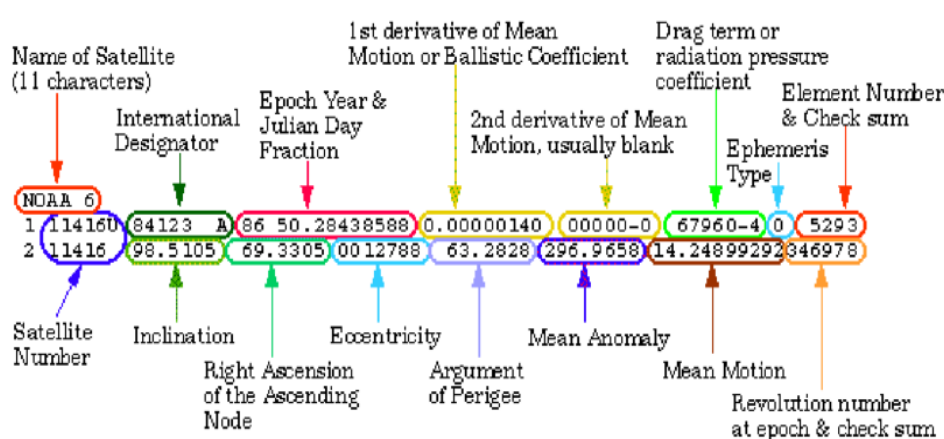 Name of Satellite
(11 characters)
International
Designator
Epoch Year &
Julian Day
Fraction
1st derivative of Mean
Motion or Ballistic Coefficient
2nd derivative of Mean
Motion, usually blank
Drag term or
radiation pressure
coefficient
Ephemeris
Type
Element Number
& Check sum
NOAA 6
1 11416U 84123 A 86 50.28438588 0.00000140 00000-0 67960-4 0 5293
2 11416 98.5105 69.3305 0012788 63.2828 296.9658 14.24899292 346978
Satellite
Number
Inclination
Right Ascension
of the Ascending
Node
Eccentricity
Argument
of Perigee
Mean Anomaly
Mean Motion
Revolution number
at epoch & check sum